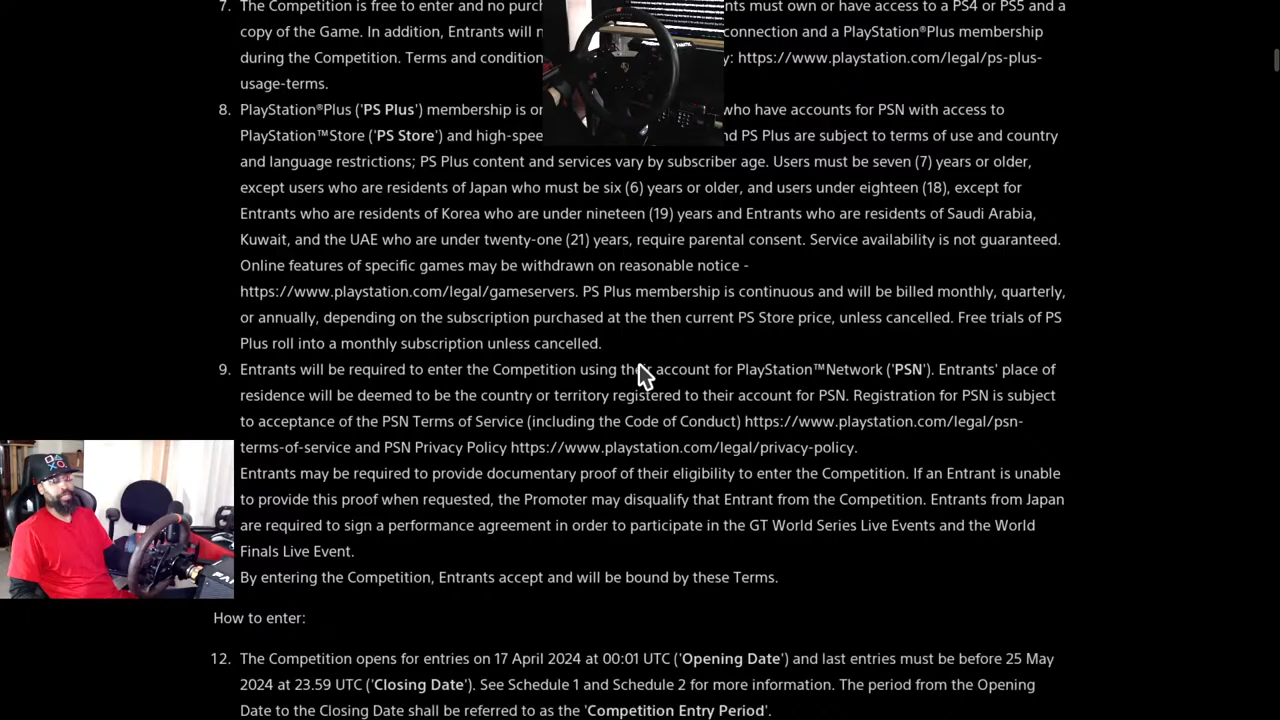 7. The Competition is free to enter and no purch nts must own or have access to a PS4 or PS5 and a
copy of the Game. In addition, Entrants will n connection and a PlayStation®Plus membership
during the Competition. Terms and condition y: https://www.playstation.com/legal/ps-plus-
usage-terms.
8. PlayStation®Plus ('PS Plus') membership is on who have accounts for PSN with access to
PlayStation™Store ('PS Store') and high-spee nd PS Plus are subject to terms of use and country
and language restrictions; PS Plus content and services vary by subscriber age. Users must be seven (7) years or older,
except users who are residents of Japan who must be six (6) years or older, and users under eighteen (18), except for
Entrants who are residents of Korea who are under nineteen (19) years and Entrants who are residents of Saudi Arabia,
Kuwait, and the UAE who are under twenty-one (21) years, require parental consent. Service availability is not guaranteed.
Online features of specific games may be withdrawn on reasonable notice -
https://www.playstation.com/legal/gameservers. PS Plus membership is continuous and will be billed monthly, quarterly,
or annually, depending on the subscription purchased at the then current PS Store price, unless cancelled. Free trials of PS
Plus roll into a monthly subscription unless cancelled.
9. Entrants will be required to enter the Competition using their account for PlayStation™Network ('PSN'). Entrants' place of
residence will be deemed to be the country or territory registered to their account for PSN. Registration for PSN is subject
to acceptance of the PSN Terms of Service (including the Code of Conduct) https://www.playstation.com/legal/psn-
terms-of-service and PSN Privacy Policy https://www.playstation.com/legal/privacy-policy.
Entrants may be required to provide documentary proof of their eligibility to enter the Competition. If an Entrant is unable
to provide this proof when requested, the Promoter may disqualify that Entrant from the Competition. Entrants from Japan
are required to sign a performance agreement in order to participate in the GT World Series Live Events and the World
Finals Live Event.
By entering the Competition, Entrants accept and will be bound by these Terms.
How to enter:
12. The Competition opens for entries on 17 April 2024 at 00:01 UTC ('Opening Date') and last entries must be before 25 May
2024 at 23.59 UTC ('Closing Date'). See Schedule 1 and Schedule 2 for more information. The period from the Opening
Date to the Closing Date shall be referred to as the 'Competition Entry Period'.